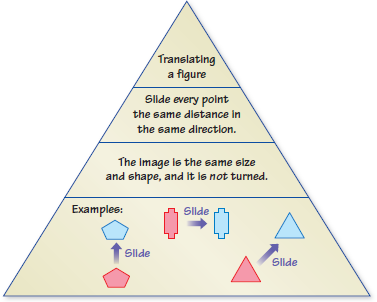 Translating
a figure
Slide every point
the same distance in
the same direction.
The image is the same size
and shape, and it is not turned.
Examples:
Slide
Slide
Slide